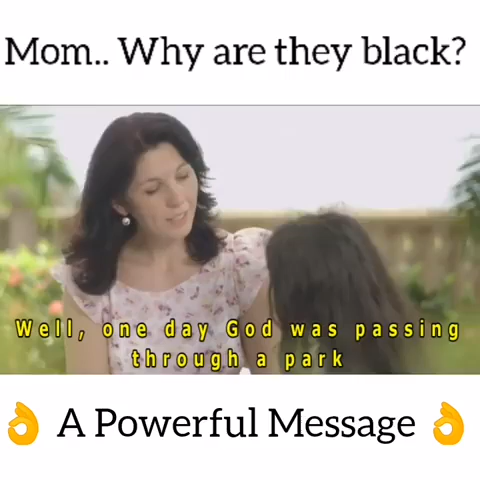 Mom.. Why are they black?
Well, one day God was passing
through a park
👌 A Powerful Message 👌